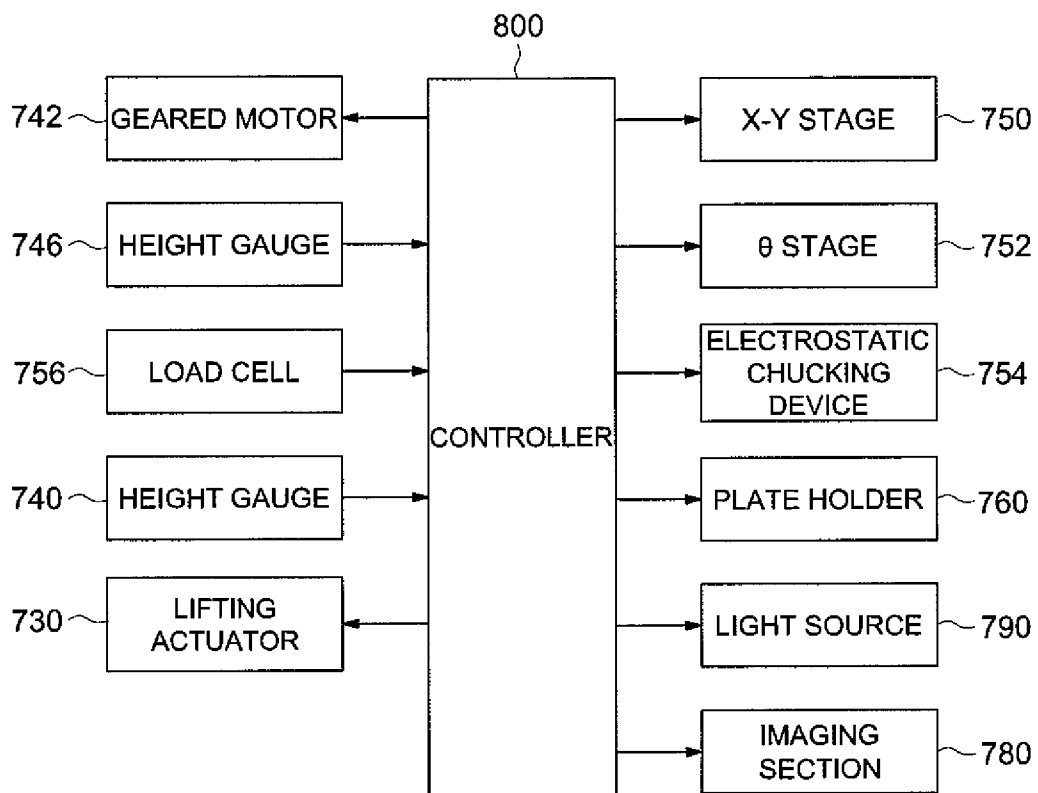 800
742
GEARED MOTOR
X-Y STAGE
750
746
HEIGHT GAUGE
θ STAGE
752
756
LOAD CELL
ELECTROSTATIC
CHUCKING
DEVICE
754
CONTROLLER
740
HEIGHT GAUGE
PLATE HOLDER
760
730
LIFTING
ACTUATOR
LIGHT SOURCE
790
IMAGING
SECTION
780